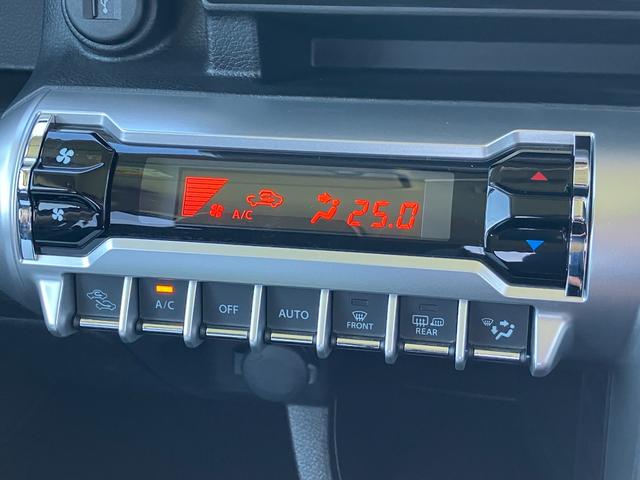 A/C 25.0
A/C
OFF
AUTO
FRONT
REAR